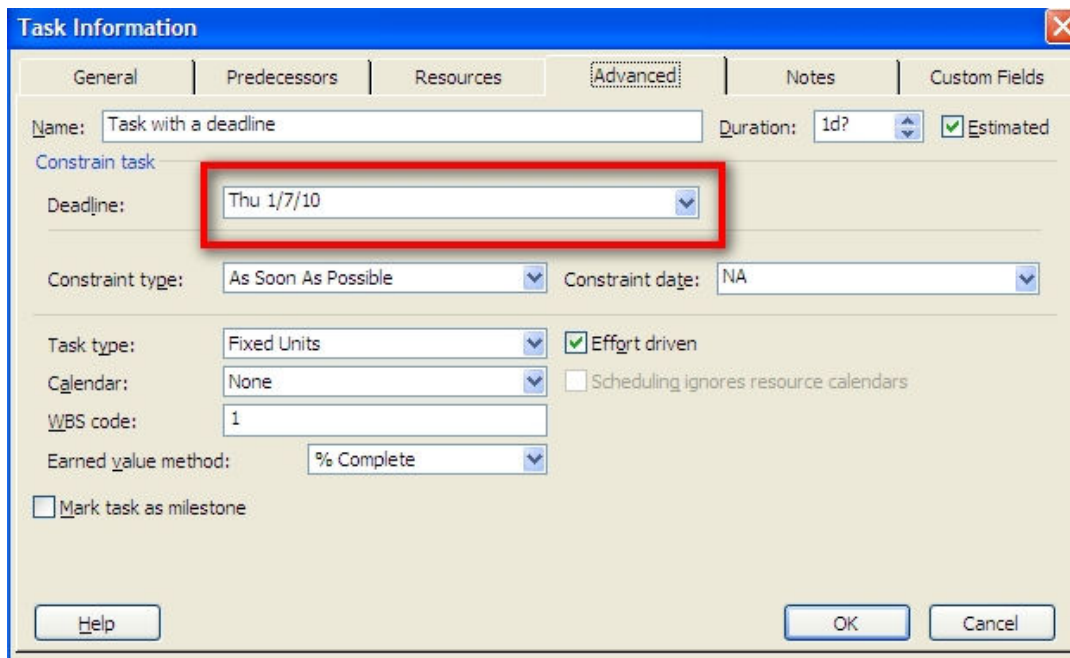 Task Information
General Predecessors Resources Advanced Notes Custom Fields
Name: Task with a deadline Duration: 1d? Estimated
Constrain task
Deadline: Thu 1/7/10
Constraint type: As Soon As Possible Constraint date: NA
Task type: Fixed Units Effort driven
Calendar: None Scheduling ignores resource calendars
WBS code: 1
Earned value method: % Complete
Mark task as milestone
Help OK Cancel